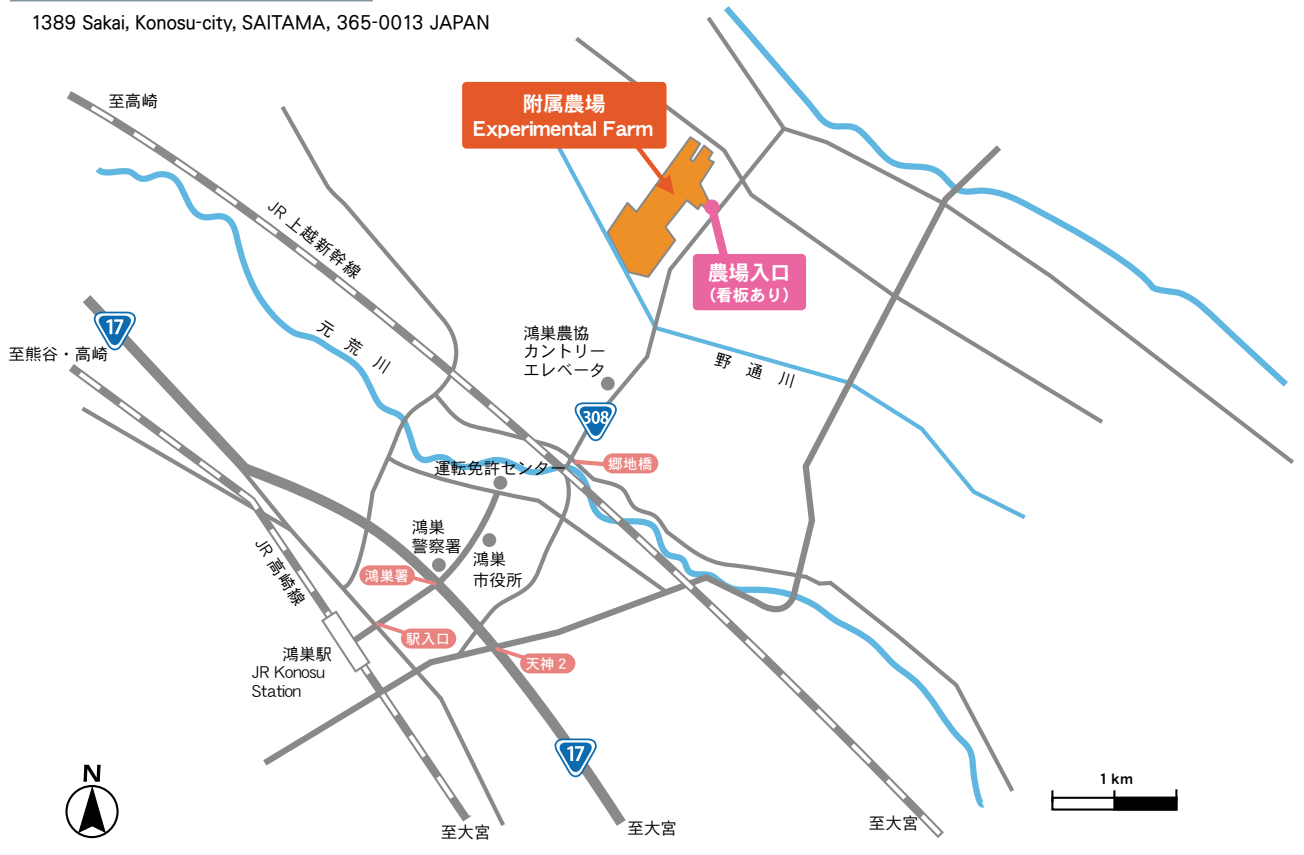 1389 Sakai, Konosu-city, SAITAMA, 365-0013 JAPAN
至高崎
附属農場
Experimental Farm
JR 上越新幹線
農場入口
(看板あり)
17
至熊谷・高崎
元荒川
鴻巣農協
カントリー
エレベータ
野通川
308
郷地橋
運転免許センター
鴻巣
警察署
鴻巣
市役所
JR 高崎線
鴻巣署
駅入口
天神 2
鴻巣駅
JR Konosu
Station
17
N
1 km
至大宮
至大宮
至大宮